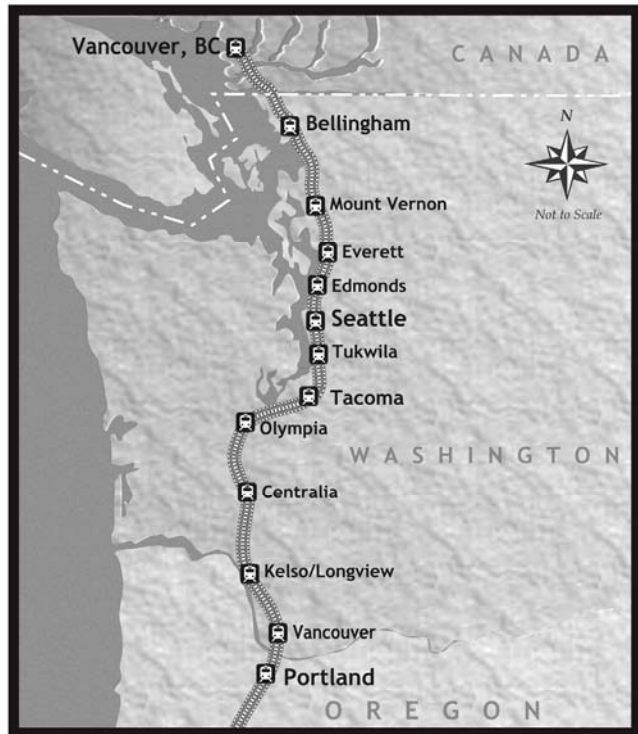 Vancouver, BC
CANADA
Bellingham
N
Not to Scale
Mount Vernon
Everett
Edmonds
Seattle
Tukwila
Tacoma
Olympia
WASHINGTON
Centralia
Kelso/Longview
Vancouver
Portland
OREGON